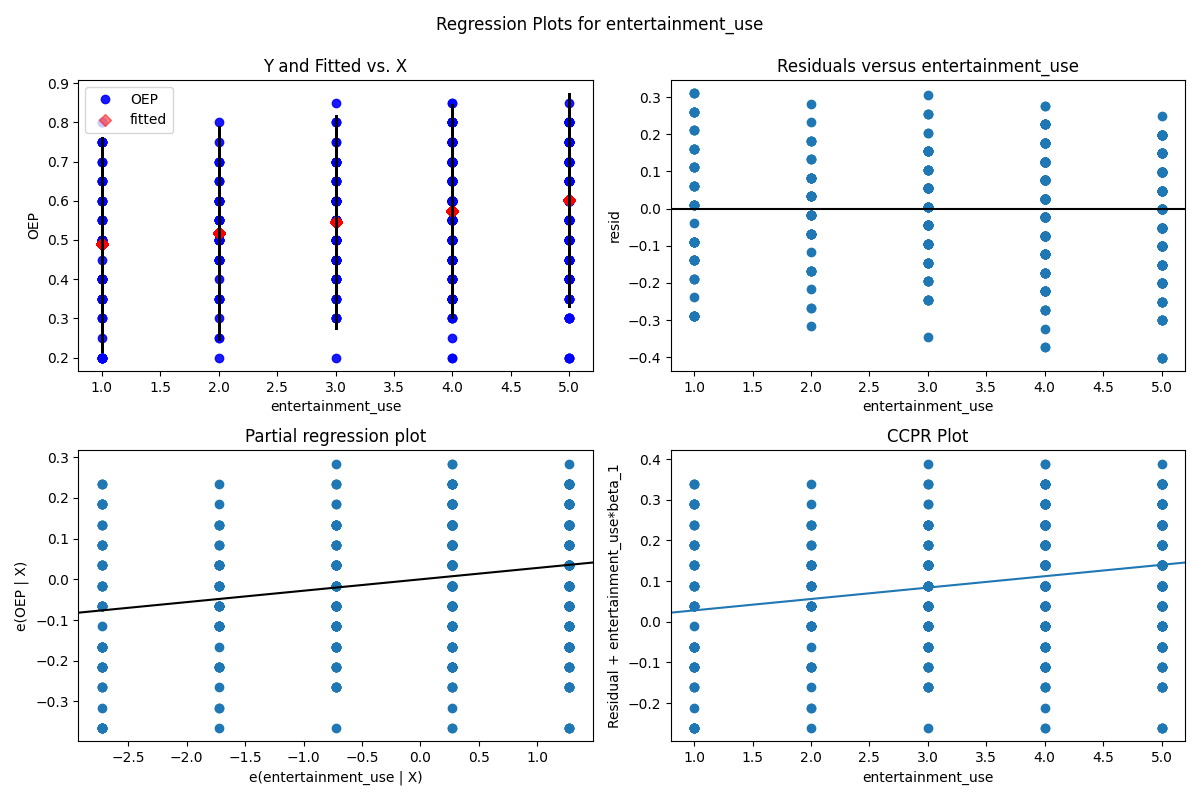 Regression Plots for entertainment_use
Y and Fitted vs. X
0.9
0.8
0.7
0.6
0.5
0.4
0.3
0.2
OEP
OEP
fitted
1.0 1.5 2.0 2.5 3.0 3.5 4.0 4.5 5.0
entertainment_use
Residuals versus entertainment_use
0.3
0.2
0.1
0.0
−0.1
−0.2
−0.3
−0.4
resid
1.0 1.5 2.0 2.5 3.0 3.5 4.0 4.5 5.0
entertainment_use
Partial regression plot
0.3
0.2
0.1
0.0
−0.1
−0.2
−0.3
e(OEP | X)
−2.5 −2.0 −1.5 −1.0 −0.5 0.0 0.5 1.0
e(entertainment_use | X)
CCPR Plot
0.4
0.3
0.2
0.1
0.0
−0.1
−0.2
Residual + entertainment_use*beta_1
1.0 1.5 2.0 2.5 3.0 3.5 4.0 4.5 5.0
entertainment_use